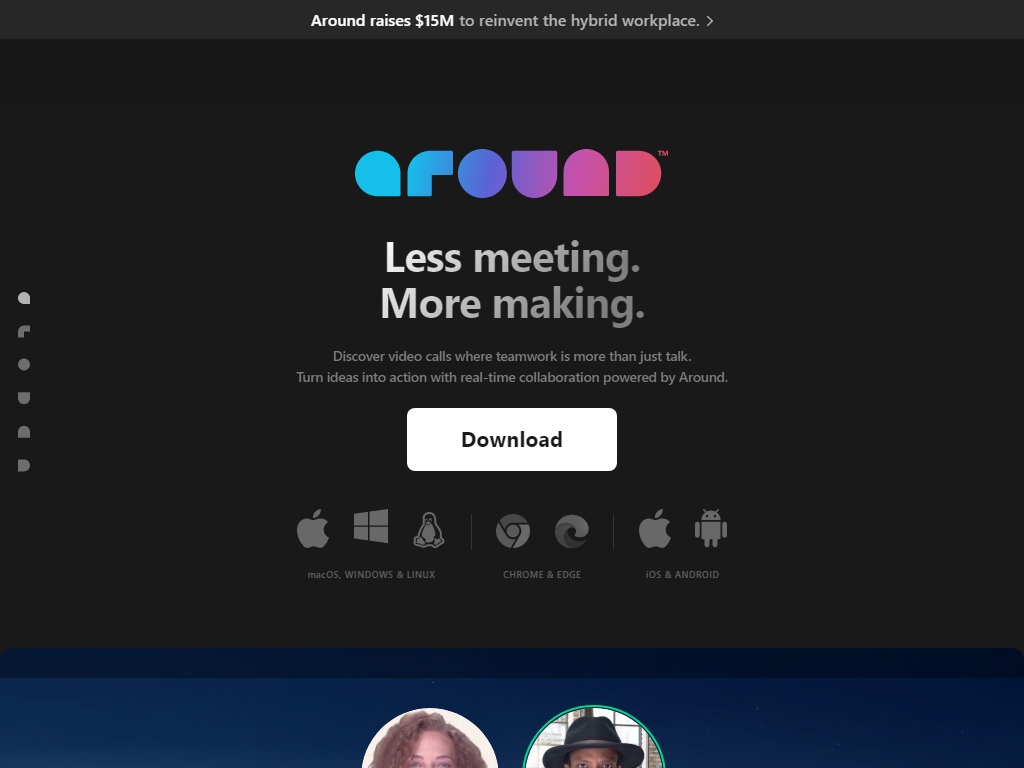 Around raises $15M to reinvent the hybrid workplace.
around™
Less meeting.
More making.
Discover video calls where teamwork is more than just talk.
Turn ideas into action with real-time collaboration powered by Around.
Download
macOS, WINDOWS & LINUX
CHROME & EDGE
iOS & ANDROID